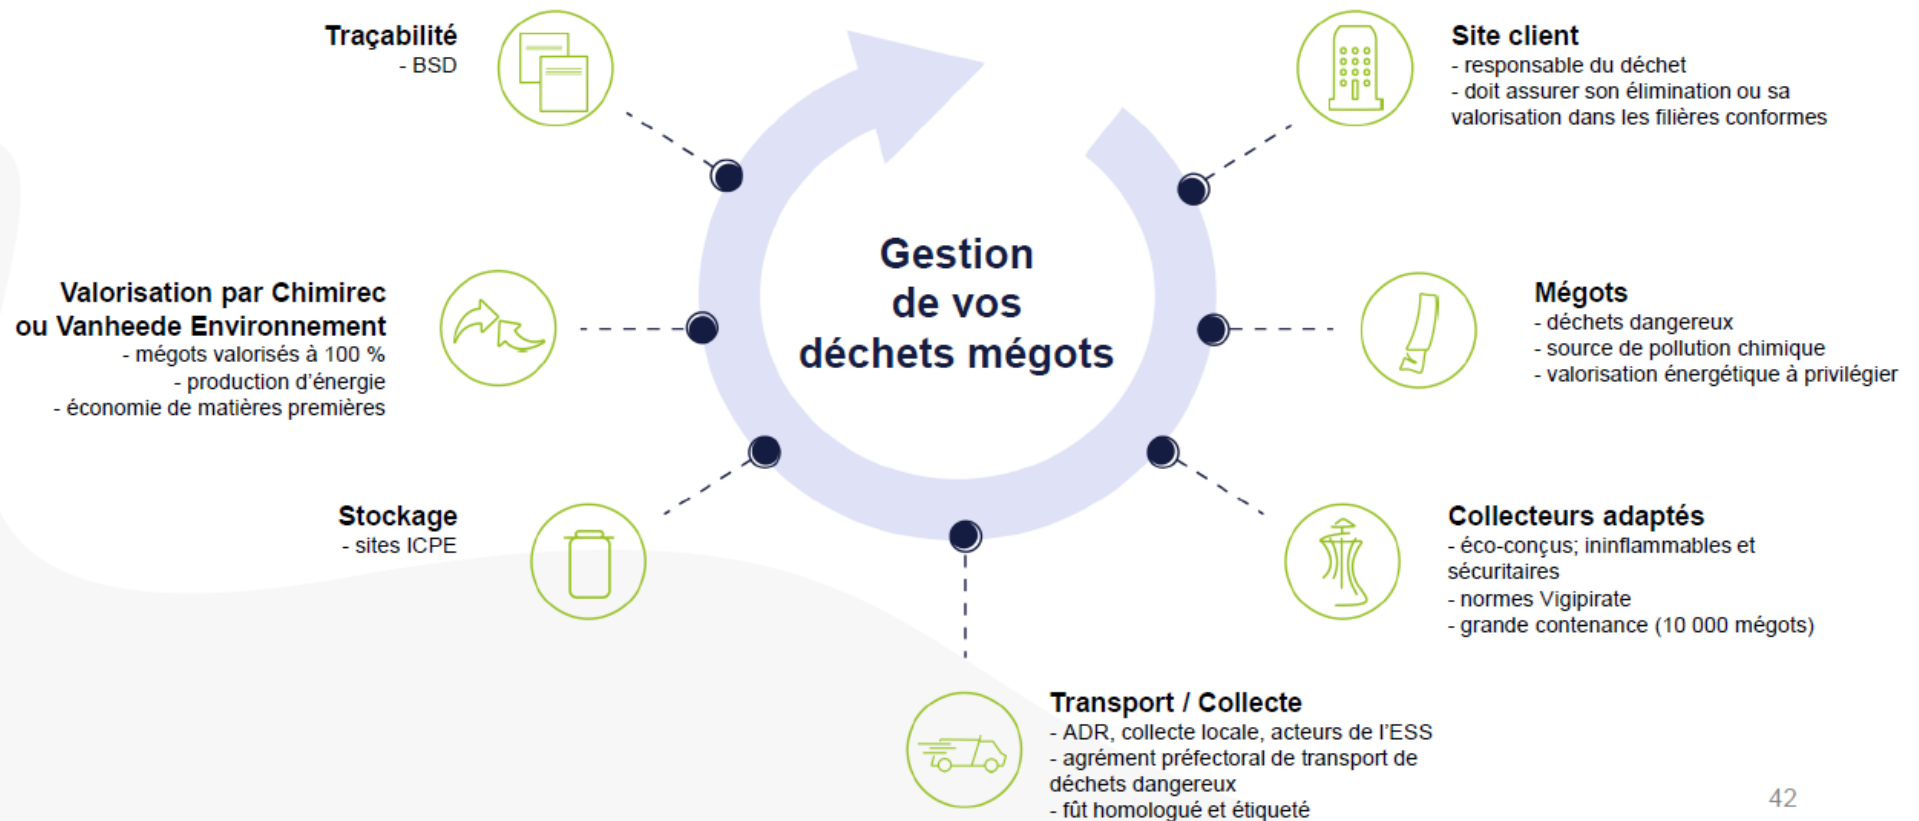 Traçabilité
- BSD
Site client
- responsable du déchet
- doit assurer son élimination ou sa
valorisation dans les filières conformes
Gestion
de vos
déchets mégots
Valorisation par Chimirec
ou Vanheede Environnement
- mégots valorisés à 100 %
- production d'énergie
- économie de matières premières
Mégots
- déchets dangereux
- source de pollution chimique
- valorisation énergétique à privilégier
Stockage
- sites ICPE
Collecteurs adaptés
- éco-conçus; ininflammables et
sécuritaires
- normes Vigipirate
- grande contenance (10 000 mégots)
Transport / Collecte
- ADR, collecte locale, acteurs de l'ESS
- agrément préfectoral de transport de
déchets dangereux
- fût homologué et étiqueté
42